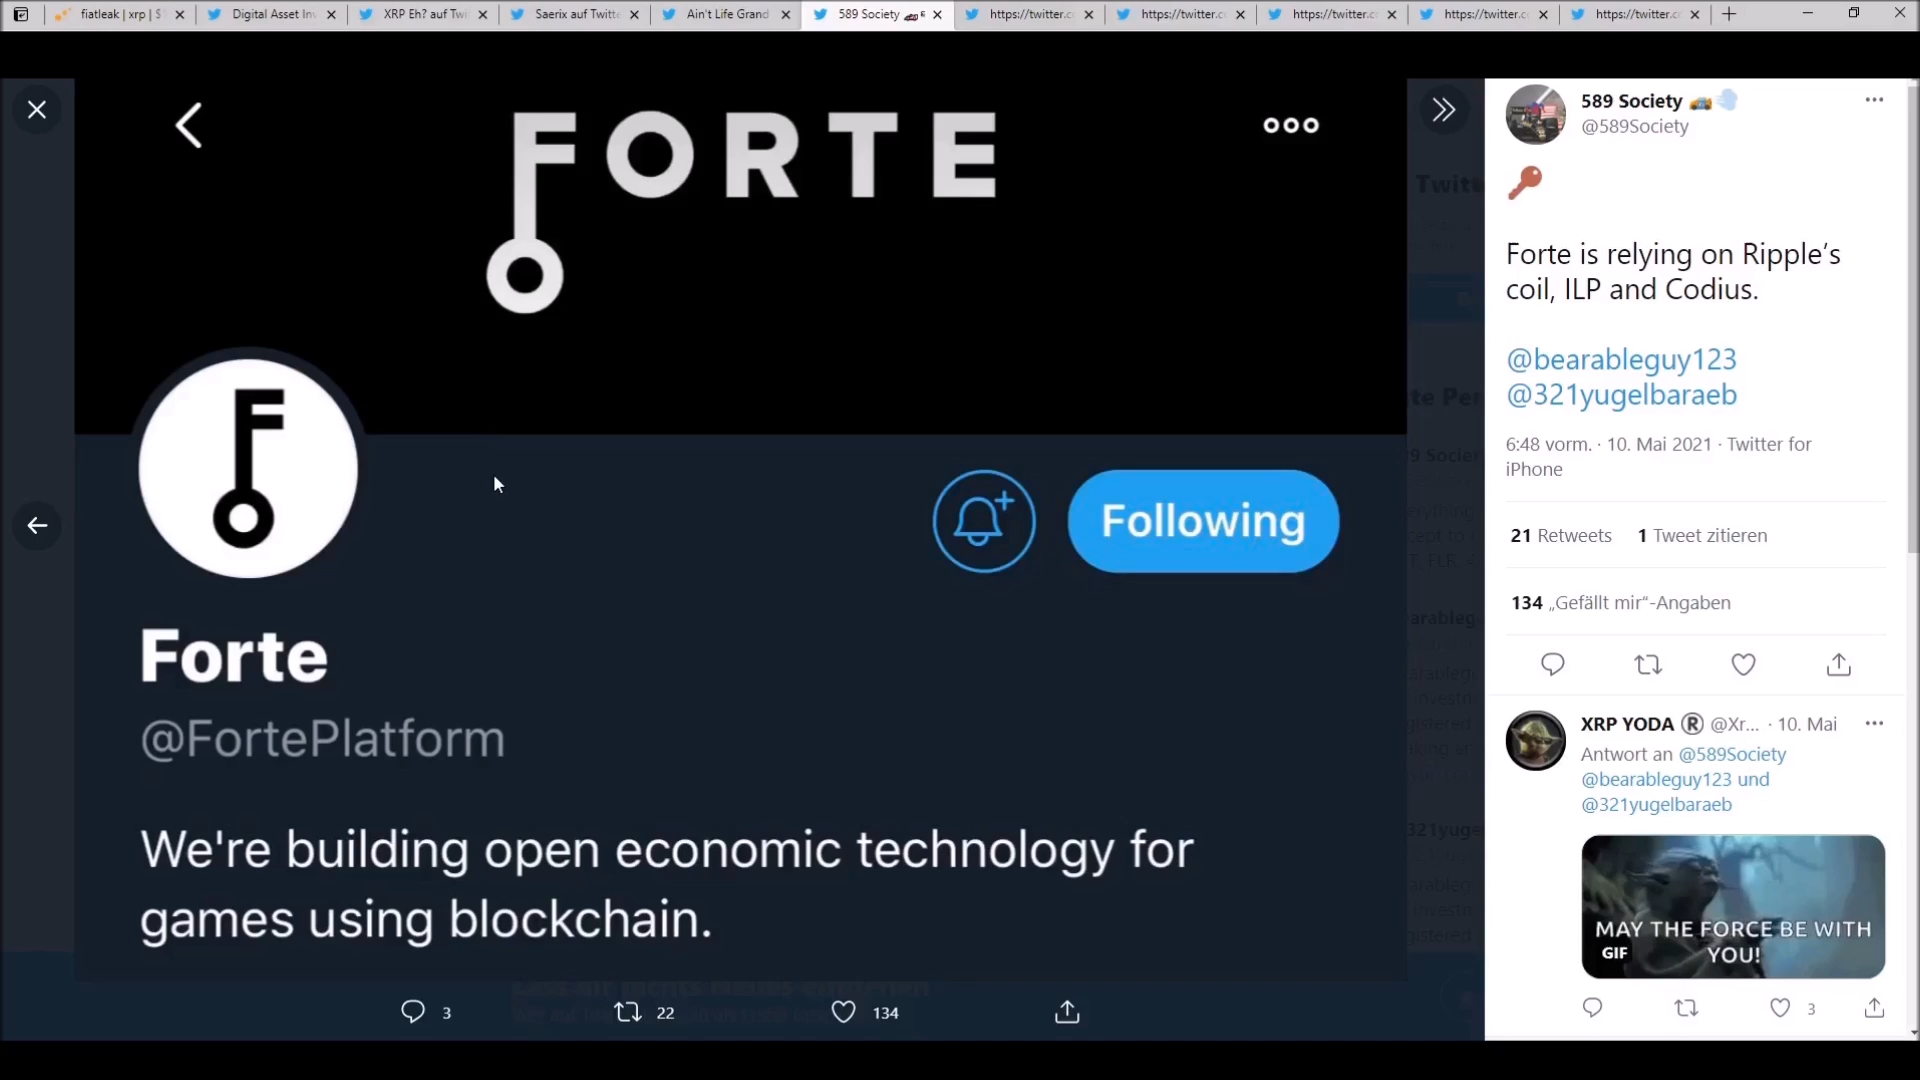 fiatleak | xrp | $
Digital Asset Inv
XRP Eh? auf Twi
Saerix auf Twitte
Ain't Life Grand
589 Society
https://twitter.c
https://twitter.c
https://twitter.c
https://twitter.c
https://twitter.c
FORTE
Following
Forte
@FortePlatform
We're building open economic technology for
games using blockchain.
3
22
134
589 Society
@589Society
Forte is relying on Ripple’s
coil, ILP and Codius.
@bearableguy123
@321yugelbaraeb
6:48 vorm. · 10. Mai 2021 · Twitter for
iPhone
21 Retweets 1 Tweet zitieren
134 „Gefällt mir“-Angaben
XRP YODA ® @Xr... · 10. Mai
Antwort an @589Society
@bearableguy123 und
@321yugelbaraeb
MAY THE FORCE BE WITH
YOU!
GIF
3